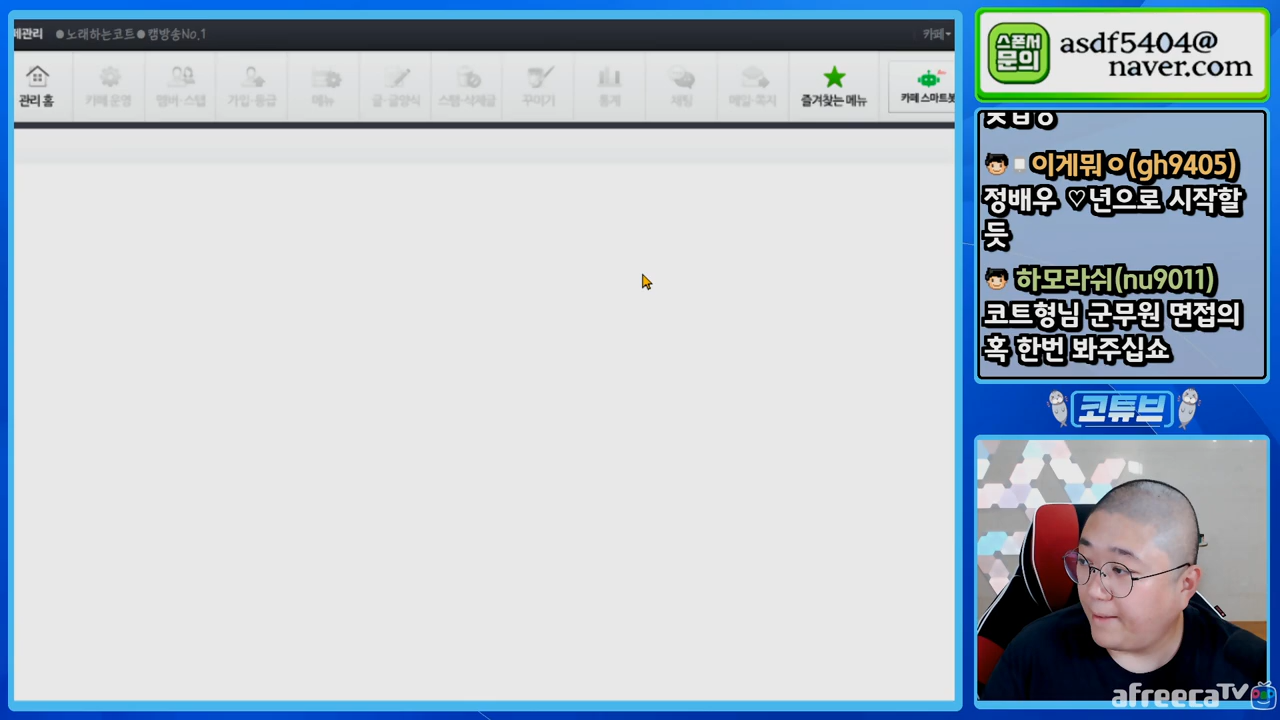 페관리 ●노래하는코트●캠방송No.1 카페
관리 홈 카페 운영 멤버·스탭 가입·등급 메뉴 글·글양식 스팸·삭제글 꾸미기 통계 채팅 메일·쪽지 즐겨찾는 메뉴 카페 스마트봇
스폰서
문의
asdf5404@
naver.com
이게뭐ㅇ(gh9405)
정배우 ♡년으로 시작할
듯
하모라쉬(nu9011)
코트형님 군무원 면접의
혹 한번 봐주십쇼
코튜브
afreecaTV